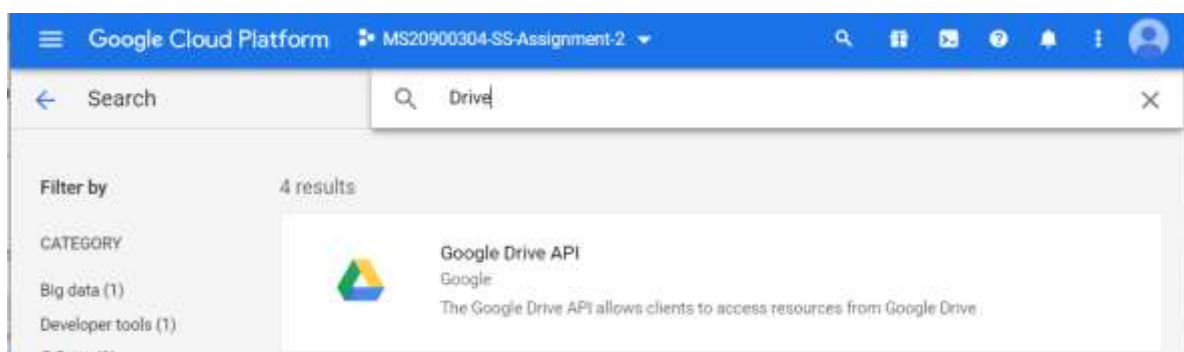 Google Cloud Platform MS20900304-SS-Assignment-2
Search Drive
Filter by 4 results
CATEGORY
Big data (1)
Developer tools (1)
Google Drive API
Google
The Google Drive API allows clients to access resources from Google Drive